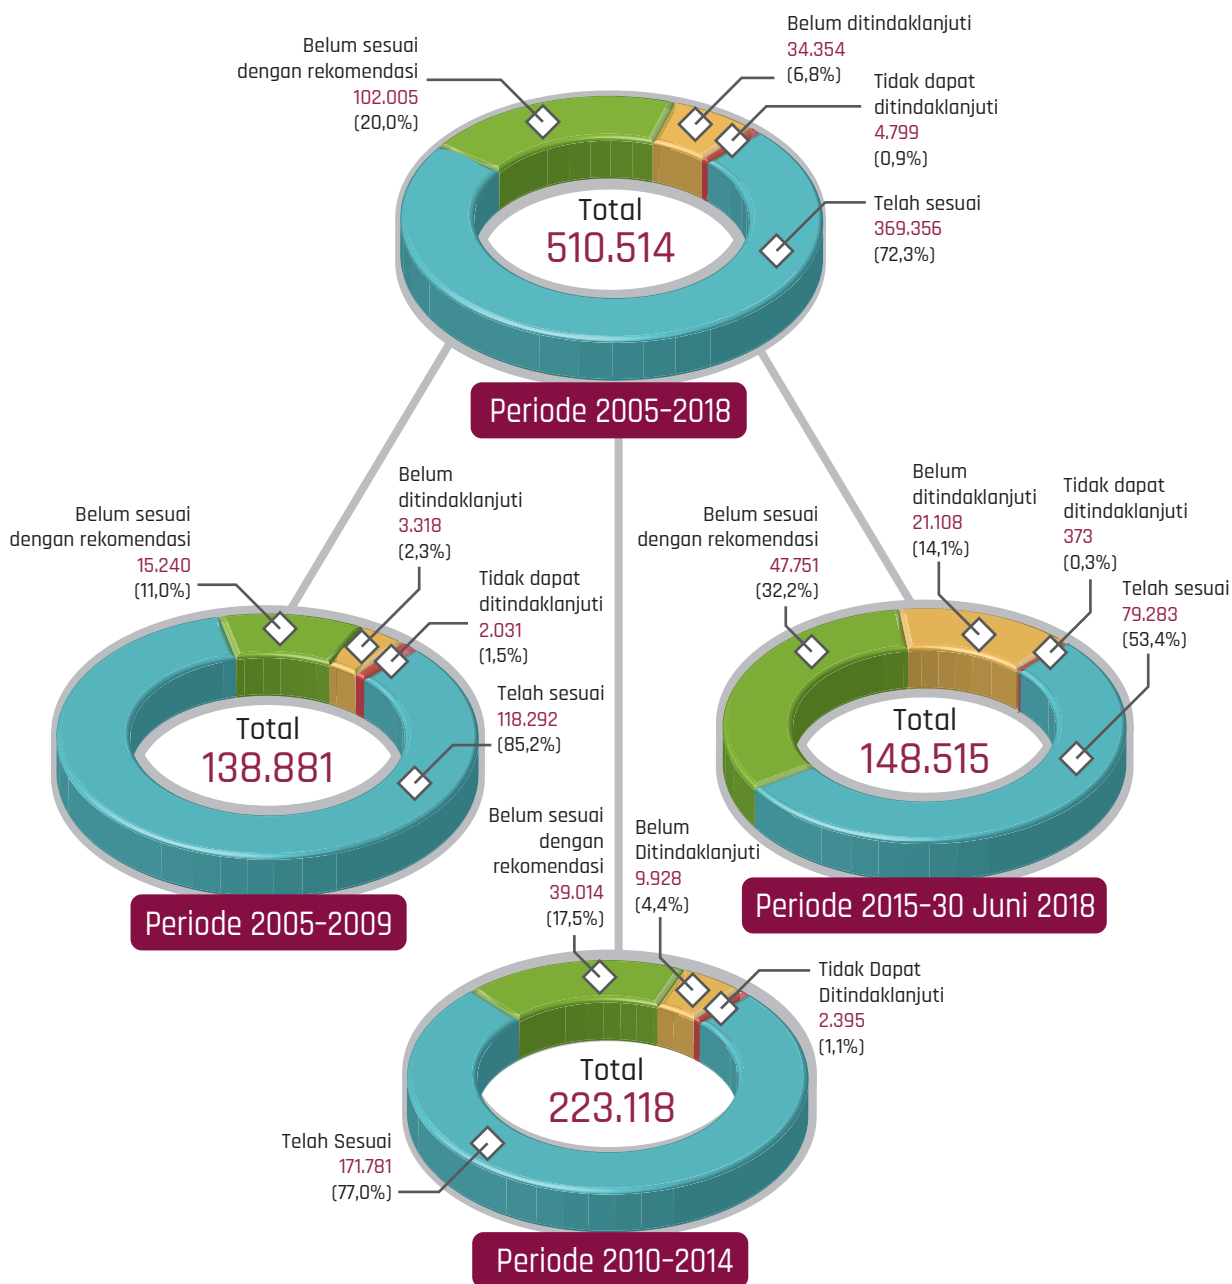 Belum sesuai
dengan rekomendasi
102.005
(20,0%)
Belum ditindaklanjuti
34.354
(6,8%)
Tidak dapat
ditindaklanjuti
4.799
(0,9%)
Telah sesuai
369.356
(72,3%)
Total
510.514
Periode 2005–2018
Belum sesuai
dengan rekomendasi
15.240
(11,0%)
Belum
ditindaklanjuti
3.318
(2,3%)
Tidak dapat
ditindaklanjuti
2.031
(1,5%)
Telah sesuai
118.292
(85,2%)
Total
138.881
Periode 2005–2009
Belum sesuai
dengan rekomendasi
47.751
(32,2%)
Belum
ditindaklanjuti
21.108
(14,1%)
Tidak dapat
ditindaklanjuti
373
(0,3%)
Telah sesuai
79.283
(53,4%)
Total
148.515
Periode 2015–30 Juni 2018
Belum sesuai
dengan
rekomendasi
39.014
(17,5%)
Belum
Ditindaklanjuti
9.928
(4,4%)
Tidak Dapat
Ditindaklanjuti
2.395
(1,1%)
Total
223.118
Telah Sesuai
171.781
(77,0%)
Periode 2010–2014